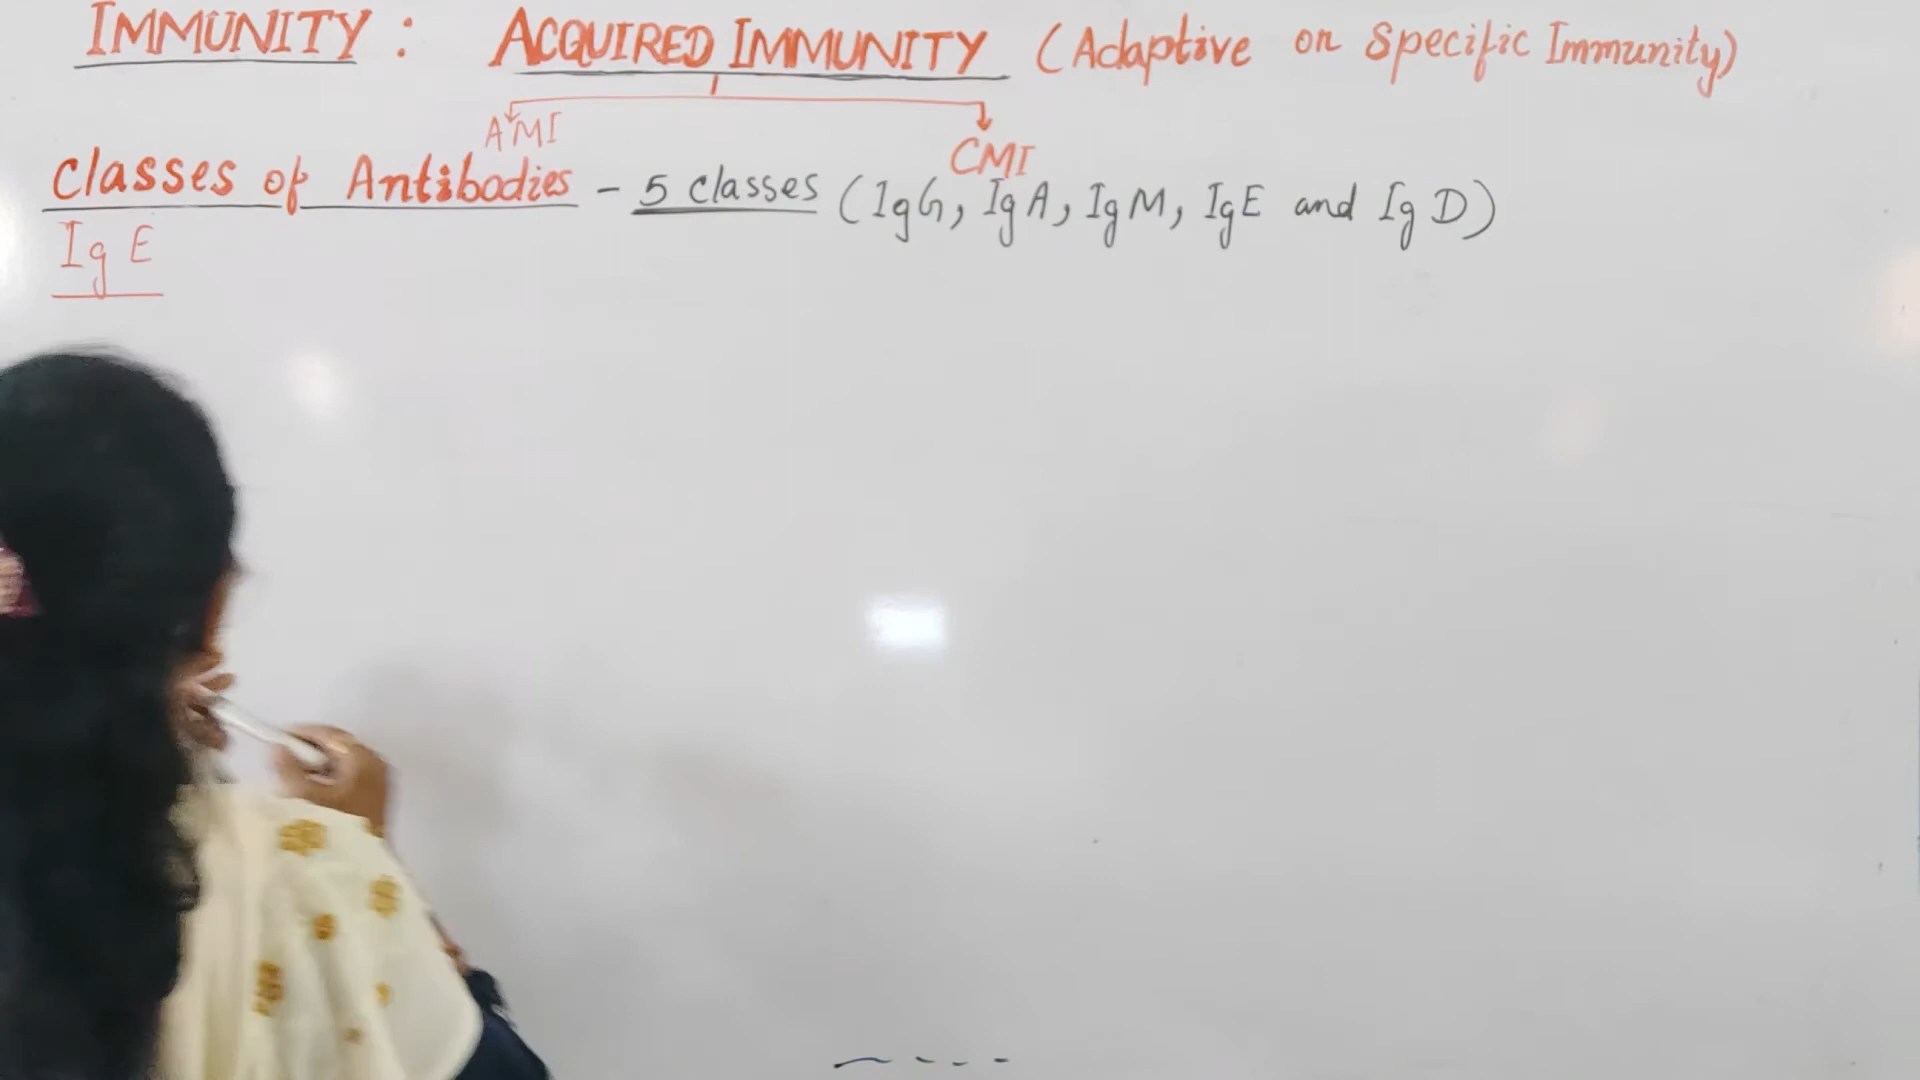 IMMUNITY : ACQUIRED IMMUNITY (Adaptive or Specific Immunity)
AMI CMI
Classes of Antibodies - 5 classes (IgG, IgA, IgM, IgE and IgD)
IgE